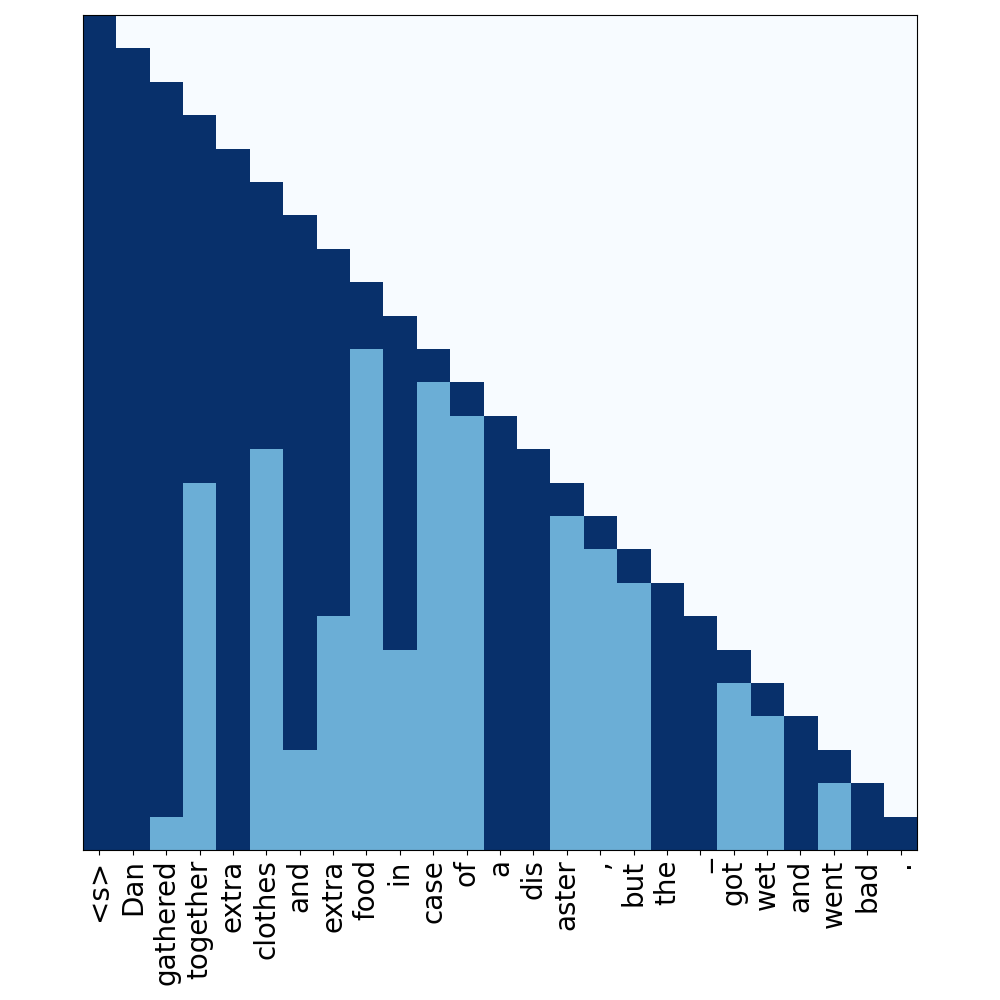 <s> Dan gathered together extra clothes and extra food in case of a dis aster , but the _ got wet and went bad .